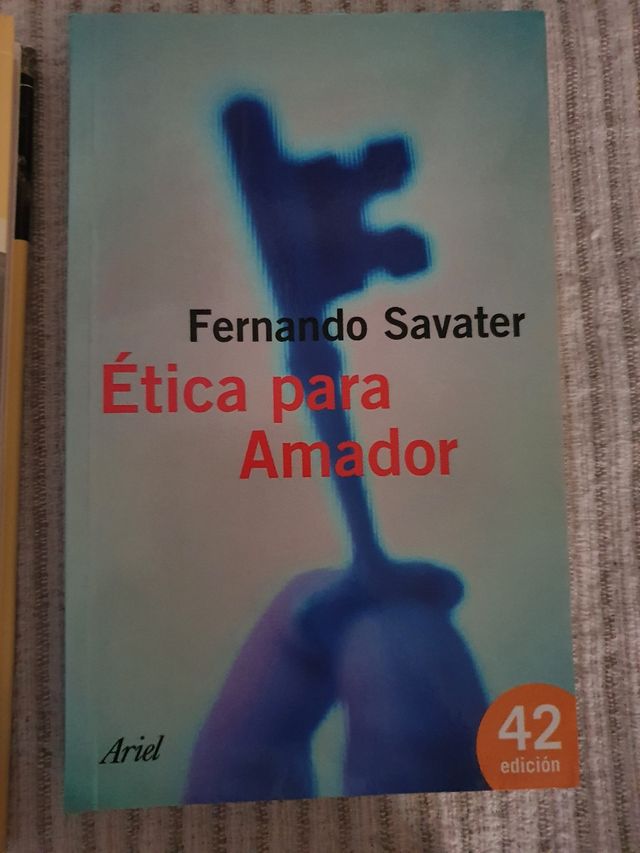 Fernando Savater
Ética para
Amador
Ariel
42
edición